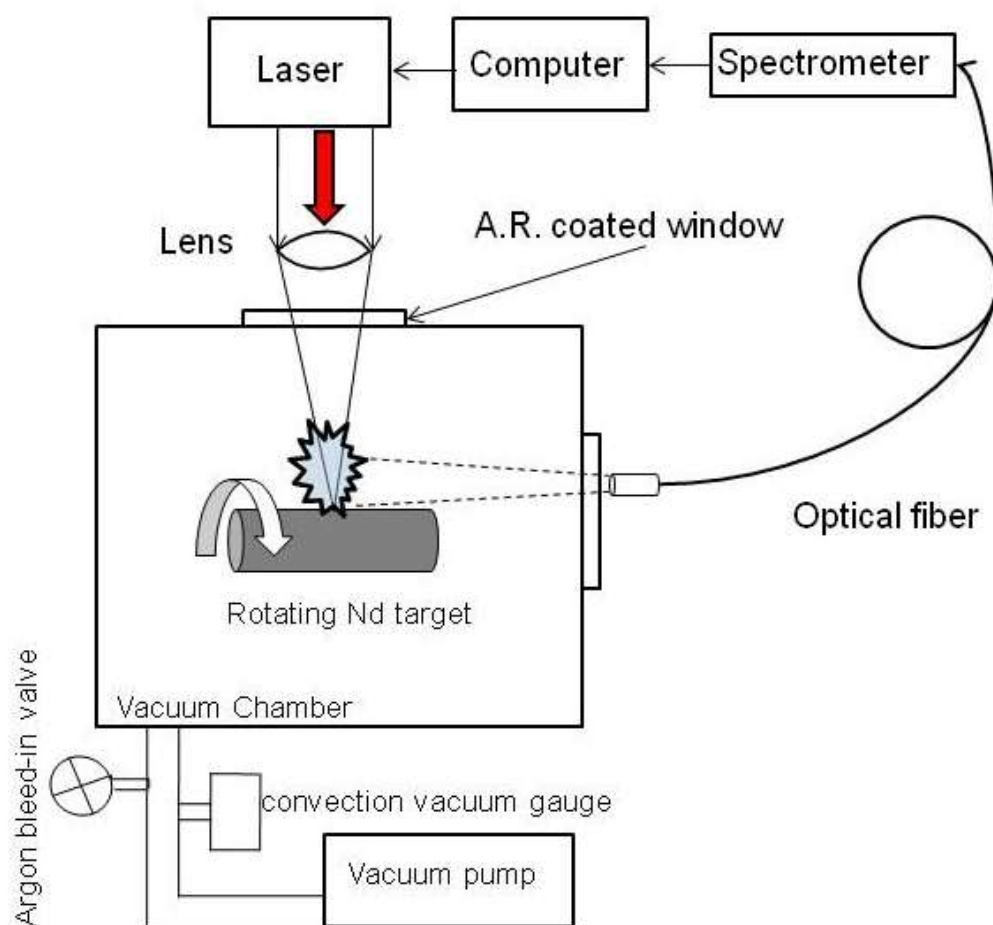 Laser
Computer
Spectrometer
Lens
A.R. coated window
Optical fiber
Rotating Nd target
Vacuum Chamber
Argon bleed-in valve
convection vacuum gauge
Vacuum pump